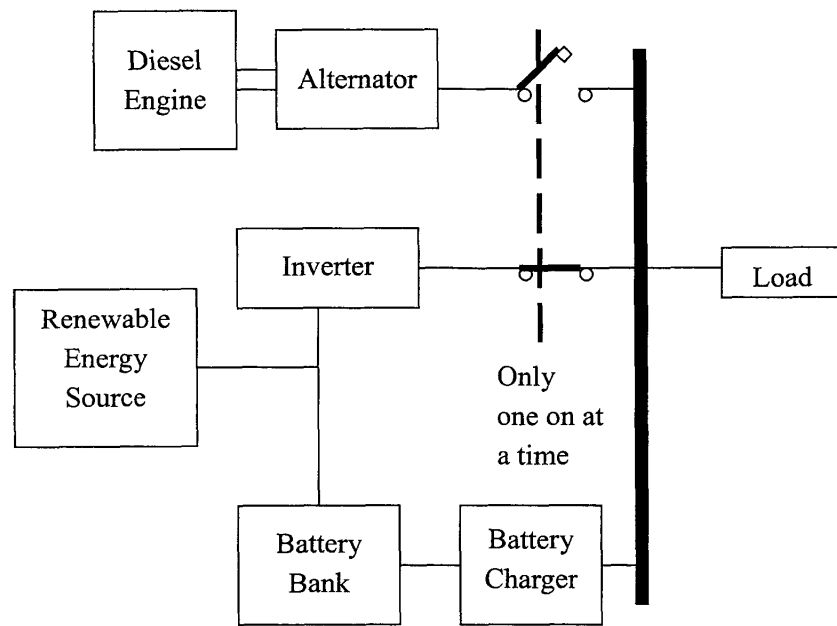 Diesel
Engine
Alternator
Inverter
Load
Renewable
Energy
Source
Only
one on at
a time
Battery
Bank
Battery
Charger